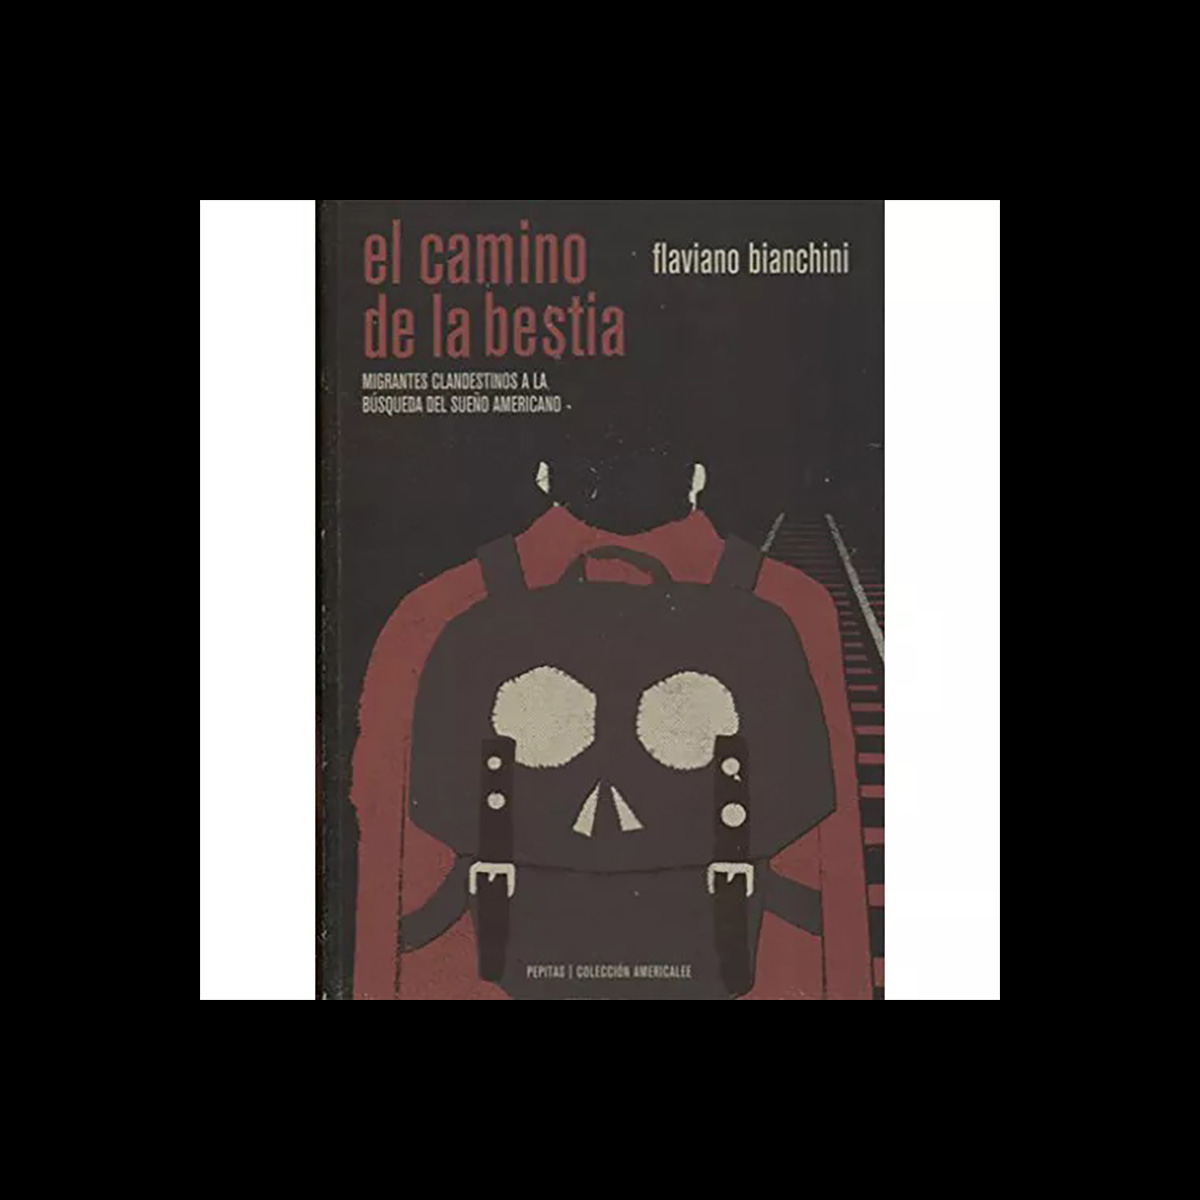 el camino
de la bestia
flaviano bianchini
MIGRANTES CLANDESTINOS A LA
BÚSQUEDA DEL SUEÑO AMERICANO
PEPITAS | COLECCIÓN AMERICALEE